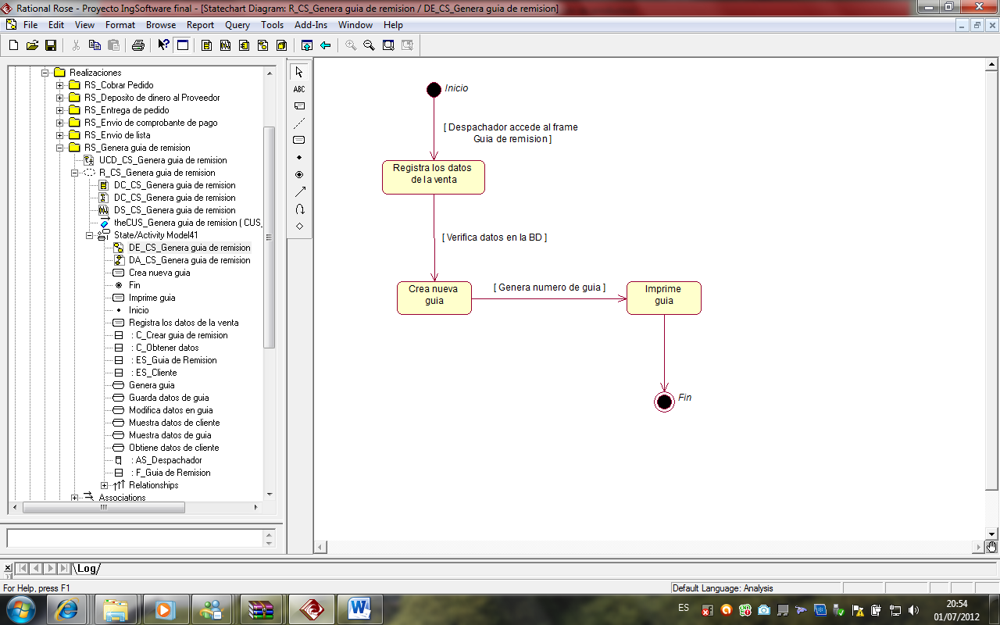 Rational Rose - Proyecto IngSoftware final - [Statechart Diagram: R_CS_Genera guia de remision / DE_CS_Genera guia de remision]
File Edit View Format Browse Report Query Tools Add-Ins Window Help
Realizaciones
RS_Cobrar Pedido
RS_Deposito de dinero al Proveedor
RS_Entrega de pedido
RS_Envio de comprobante de pago
RS_Envio de lista
RS_Genera guia de remision
UCD_CS_Genera guia de remision
R_CS_Genera guia de remision
DC_CS_Genera guia de remision
DC_CS_Genera guia de remision
DS_CS_Genera guia de remision
theCUS_Genera guia de remision ( CUS_
State/Activity Model41
DE_CS_Genera guia de remision
DA_CS_Genera guia de remision
Crea nueva guia
Fin
Imprime guia
Inicio
Registra los datos de la venta
: C_Crear guia de remision
: C_Obtener datos
: ES_Guia de Remision
: ES_Cliente
Genera guia
Guarda datos de guia
Modifica datos en guia
Muestra datos de cliente
Muestra datos de guia
Obtiene datos de cliente
: AS_Despachador
: F_Guia de Remision
Relationships
Associations
ABC
Inicio
[ Despachador accede al frame
Guia de remision ]
Registra los datos
de la venta
[ Verifica datos en la BD ]
Crea nueva
guia
[ Genera numero de guia ]
Imprime
guia
Fin
Log
For Help, press F1
Default Language: Analysis
ES
20:54
01/07/2012